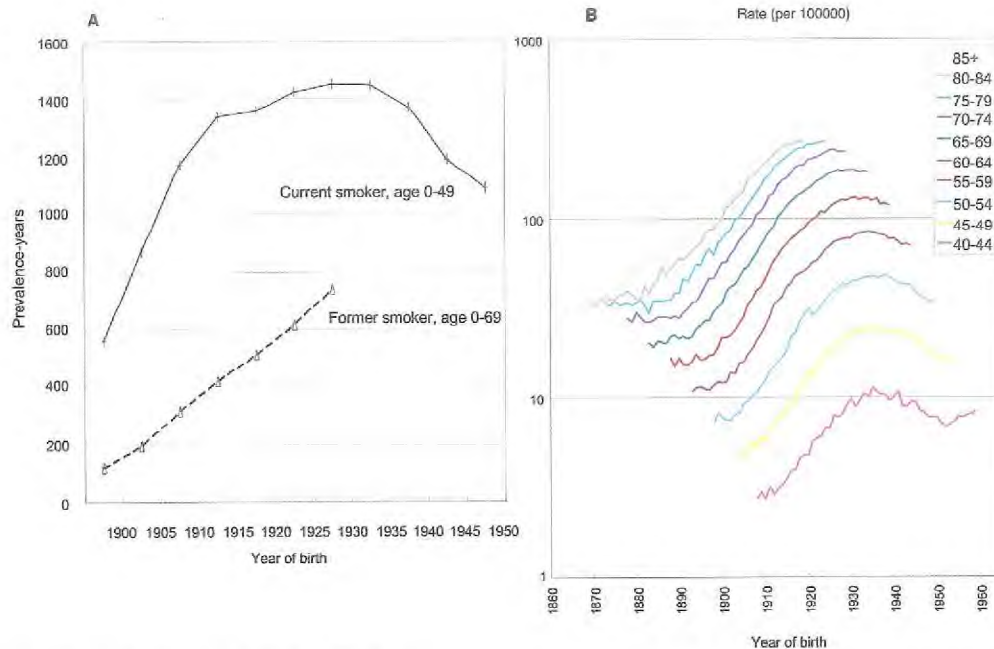 A
1600
1400
1200
1000
800
600
400
200
0
Prevalence-years
Current smoker, age 0-49
Former smoker, age 0-69
1900 1905 1910 1915 1920 1925 1930 1935 1940 1945 1950
Year of birth
B
Rate (per 100000)
1000
100
10
1
85+
80-84
75-79
70-74
65-69
60-64
55-59
50-54
45-49
40-44
1860 1870 1880 1890 1900 1910 1920 1930 1940 1950 1960
Year of birth